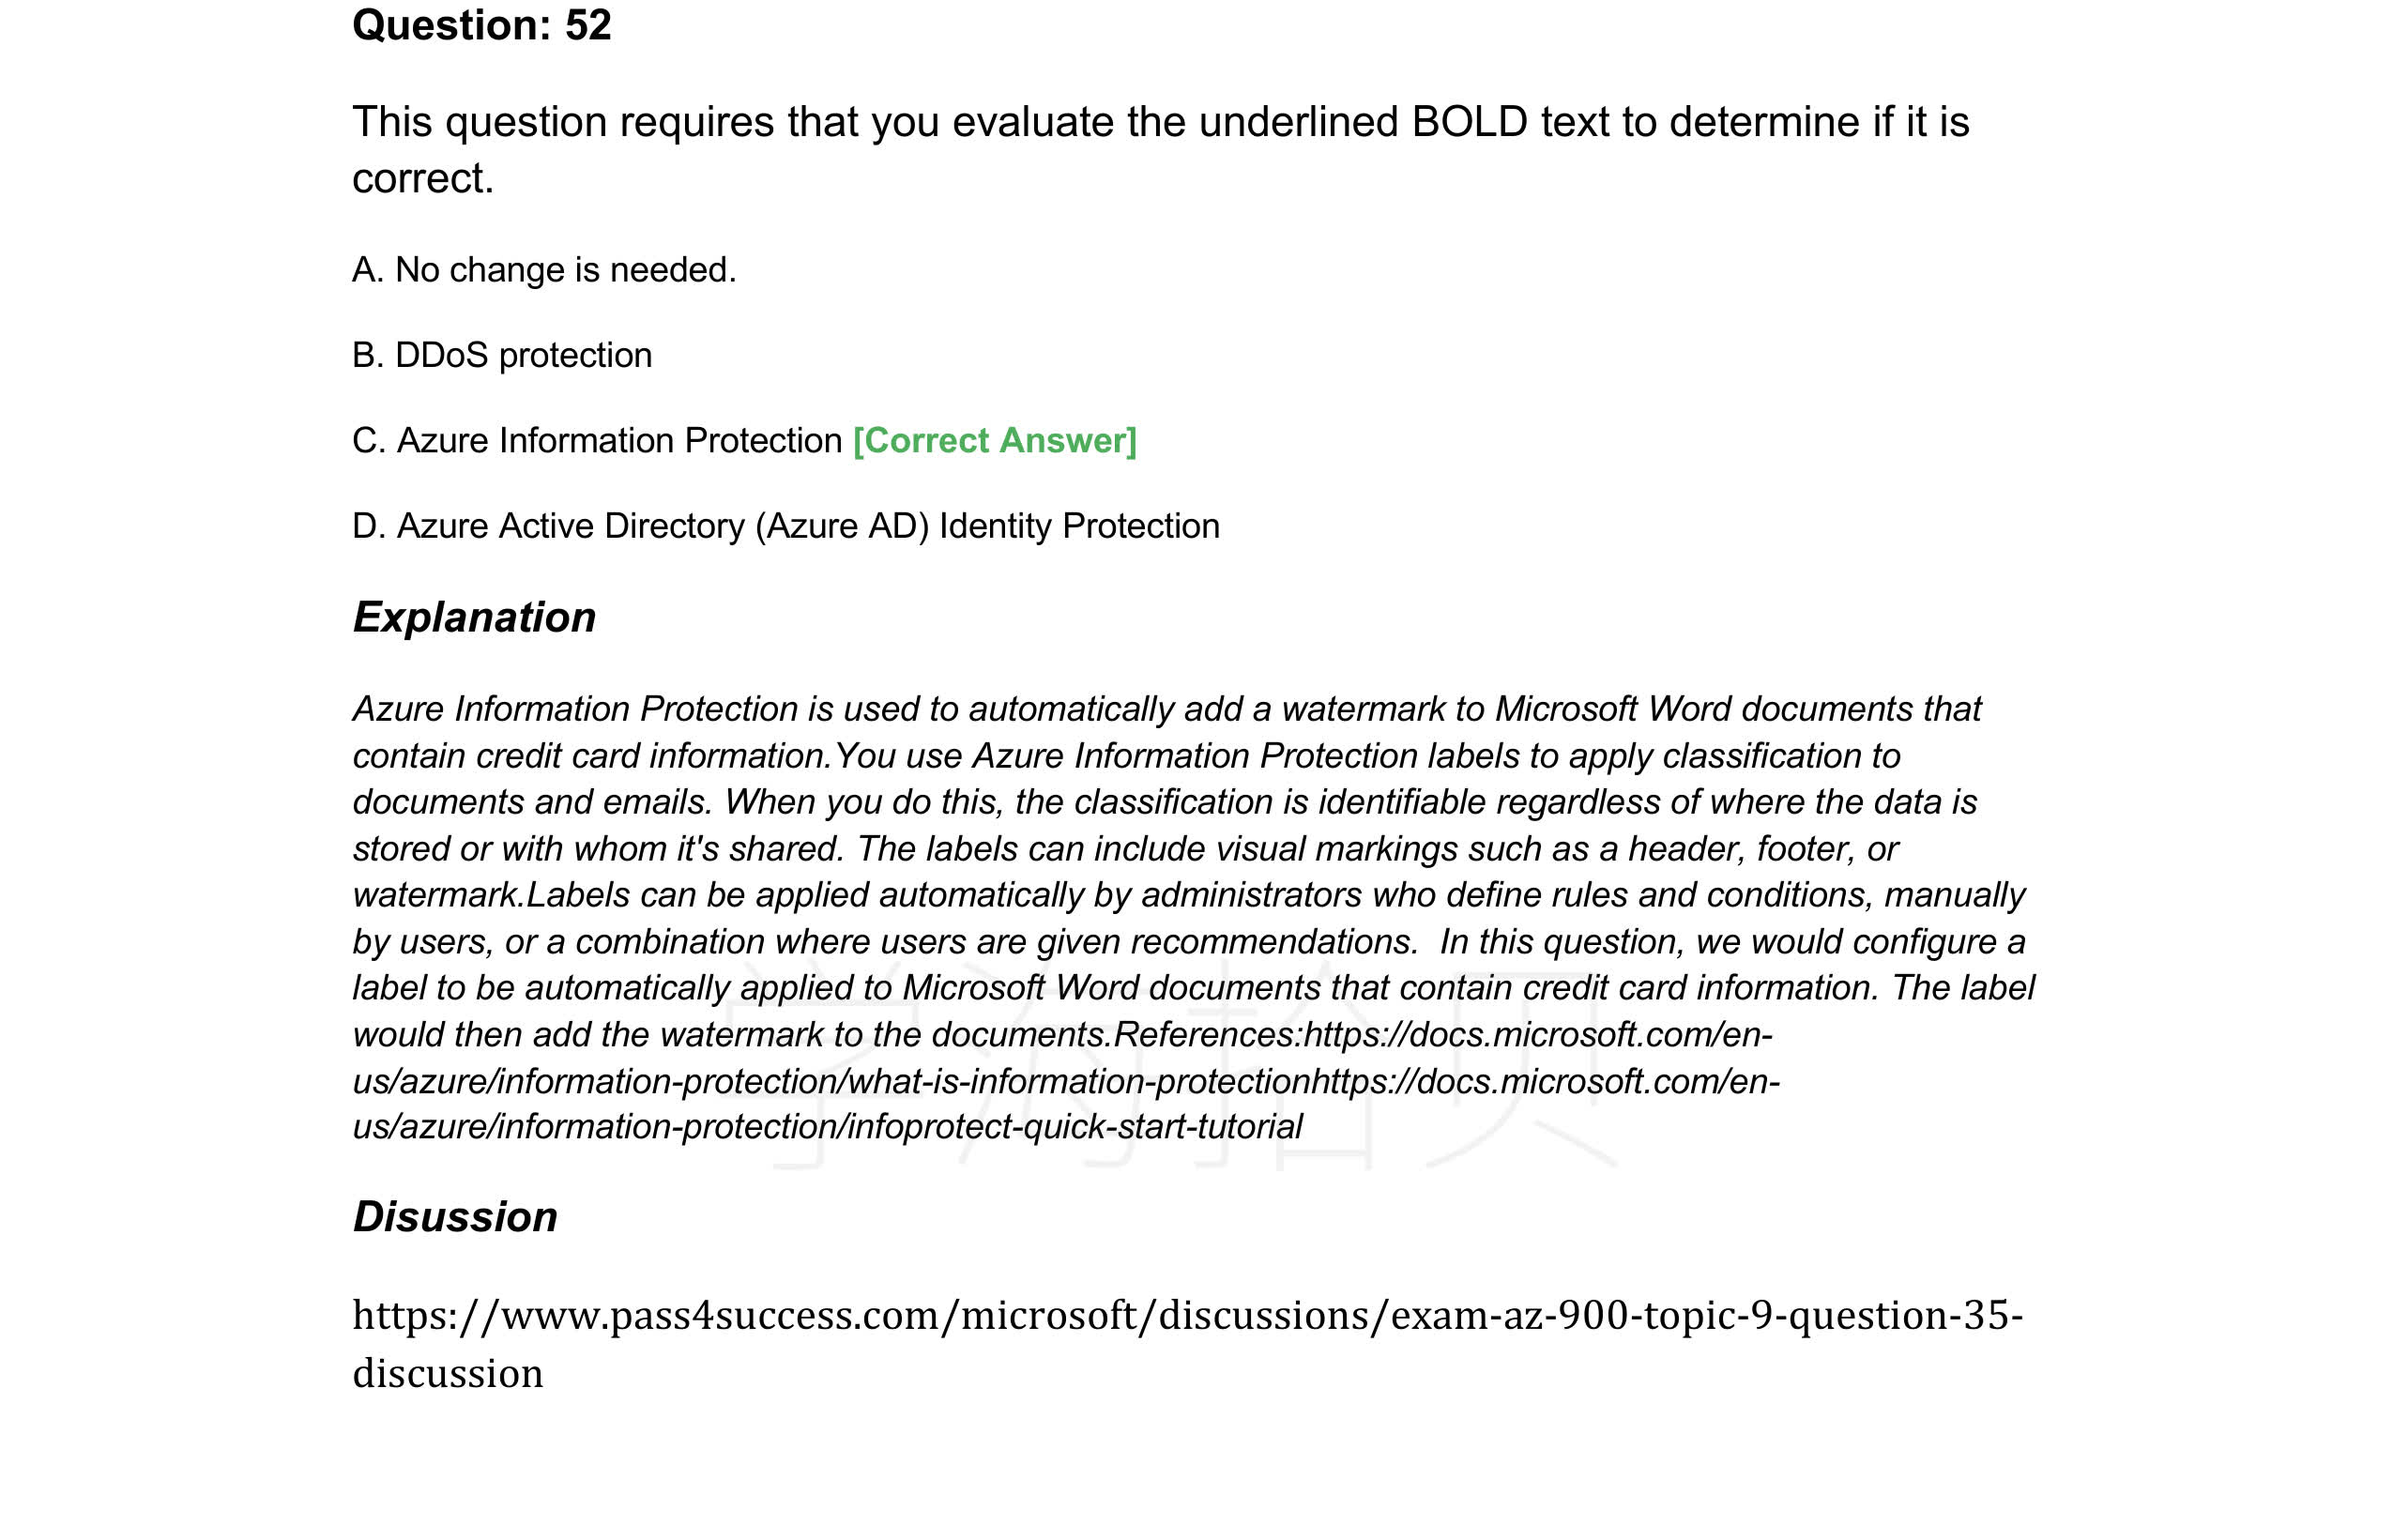 Question: 52
This question requires that you evaluate the underlined BOLD text to determine if it is
correct.
A. No change is needed.
B. DDoS protection
C. Azure Information Protection [Correct Answer]
D. Azure Active Directory (Azure AD) Identity Protection
Explanation
Azure Information Protection is used to automatically add a watermark to Microsoft Word documents that
contain credit card information.You use Azure Information Protection labels to apply classification to
documents and emails. When you do this, the classification is identifiable regardless of where the data is
stored or with whom it's shared. The labels can include visual markings such as a header, footer, or
watermark.Labels can be applied automatically by administrators who define rules and conditions, manually
by users, or a combination where users are given recommendations.  In this question, we would configure a
label to be automatically applied to Microsoft Word documents that contain credit card information. The label
would then add the watermark to the documents.References:https://docs.microsoft.com/en-
us/azure/information-protection/what-is-information-protectionhttps://docs.microsoft.com/en-
us/azure/information-protection/infoprotect-quick-start-tutorial
学海拾页
Disussion
https://www.pass4success.com/microsoft/discussions/exam-az-900-topic-9-question-35-
discussion